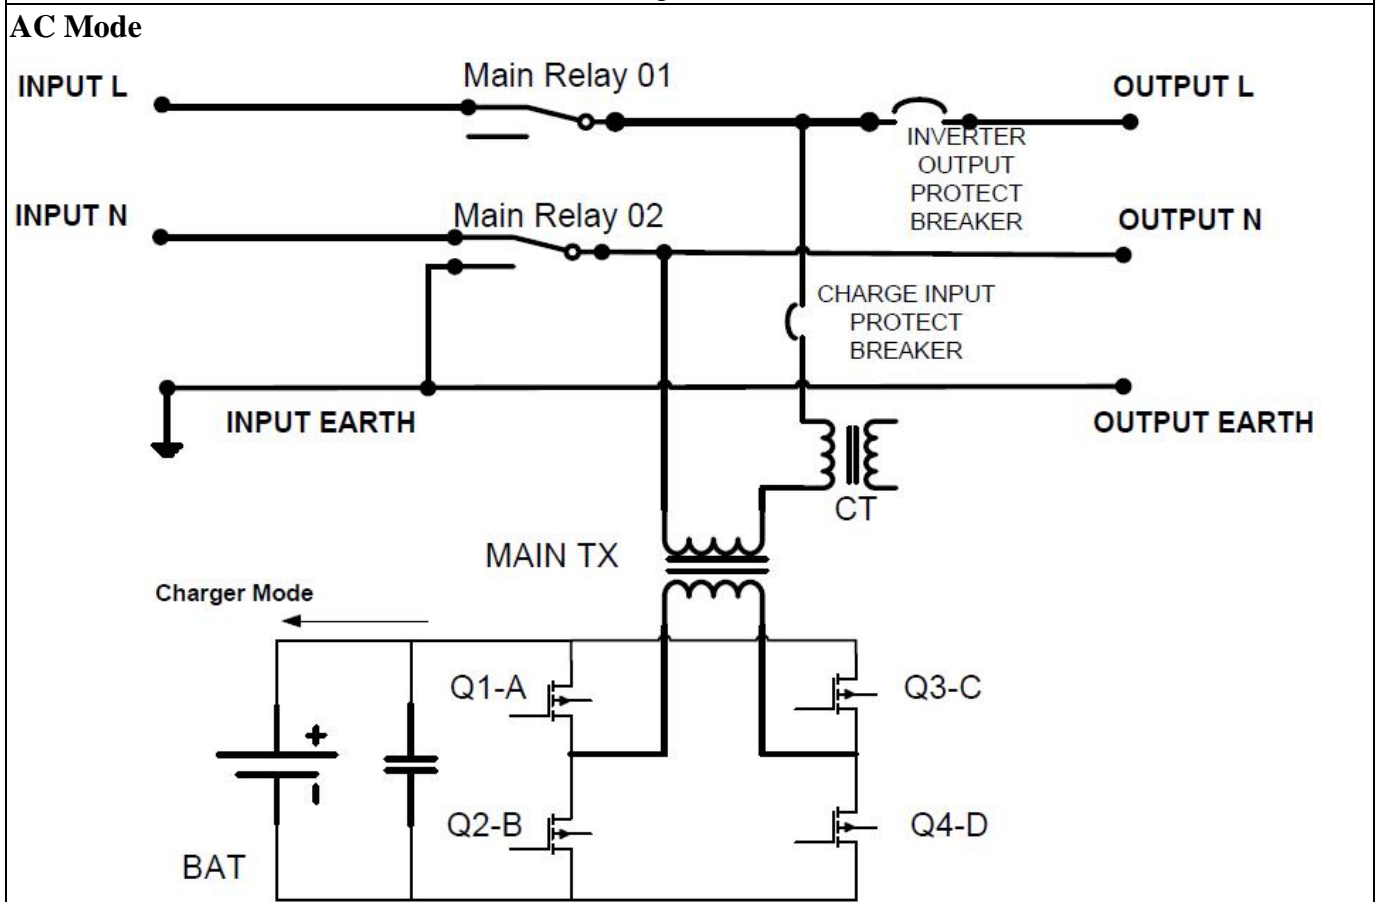 AC Mode
Main Relay 01
INPUT L
OUTPUT L
INVERTER
OUTPUT
PROTECT
BREAKER
INPUT N
Main Relay 02
OUTPUT N
CHARGE INPUT
PROTECT
BREAKER
INPUT EARTH
OUTPUT EARTH
CT
MAIN TX
Charger Mode
Q1-A
Q3-C
+
-
Q2-B
Q4-D
BAT